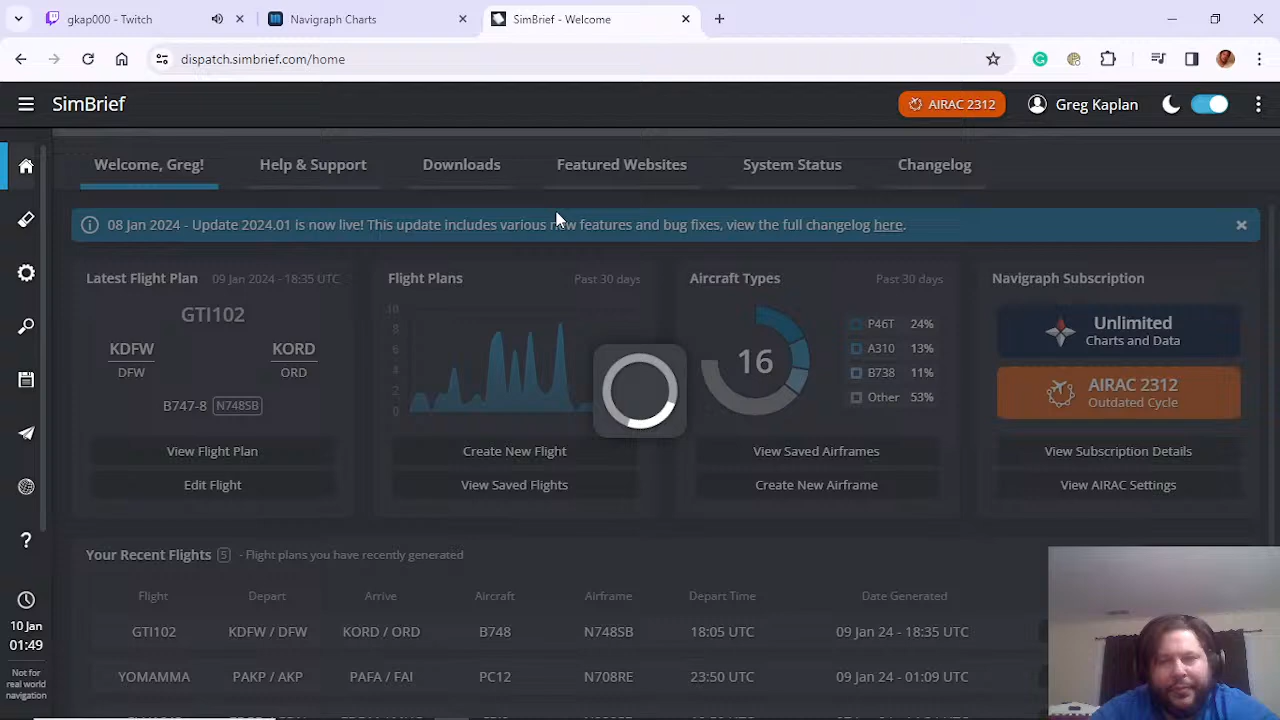 gkap000 - Twitch
Navigraph Charts
SimBrief - Welcome
dispatch.simbrief.com/home
SimBrief
AIRAC 2312
Greg Kaplan
Welcome, Greg!
Help & Support
Downloads
Featured Websites
System Status
Changelog
08 Jan 2024 - Update 2024.01 is now live! This update includes various new features and bug fixes, view the full changelog here.
Latest Flight Plan
09 Jan 2024 - 18:35 UTC
GTI102
KDFW
DFW
KORD
ORD
B747-8 N748SB
View Flight Plan
Edit Flight
Flight Plans
Past 30 days
10
8
6
4
2
0
Create New Flight
View Saved Flights
Aircraft Types
Past 30 days
16
P46T 24%
A310 13%
B738 11%
Other 53%
View Saved Airframes
Create New Airframe
Navigraph Subscription
Unlimited
Charts and Data
AIRAC 2312
Outdated Cycle
View Subscription Details
View AIRAC Settings
Your Recent Flights 5 - Flight plans you have recently generated
Flight Depart Arrive Aircraft Airframe Depart Time Date Generated
GTI102 KDFW / DFW KORD / ORD B748 N748SB 18:05 UTC 09 Jan 24 - 18:35 UTC
YOMAMMA PAKP / AKP PAFA / FAI PC12 N708RE 23:50 UTC 09 Jan 24 - 01:09 UTC
10 Jan
01:49
Not for
real world
navigation